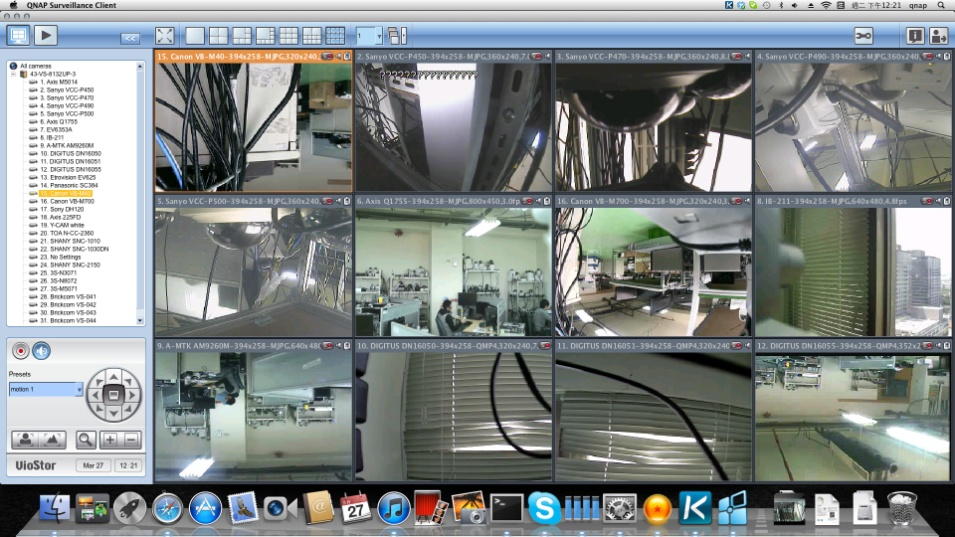 QNAP Surveillance Client
週二下午12:21 qnap
1
15. Canon VB-M40-394x258-MJPG,320x240,
2. Sanyo VCC-P450-394x258-MJPG,360x240,7.
3. Sanyo VCC-P470-394x258-MJPG,360x240,8.
4. Sanyo VCC-P490-394x258-MJPG,360x240,
5. Sanyo VCC-P500-394x258-MJPG,360x240,
6. Axis Q1755-394x258-MJPG,800x450,3.0fp
16. Canon VB-M700-394x258-MJPG,320x240,3.
8. IB-211-394x258-MJPG,640x480,4.8fps
9. A-MTK AM9260M-394x258-MJPG,640x480
10. DIGITUS DN16050-394x258-QMP4,320x240,7.
11. DIGITUS DN16051-394x258-QMP4,320x240,
12. DIGITUS DN16055-394x258-QMP4,352x2
All cameras
43-VS-8132UP-3
1. Axis M5014
2. Sanyo VCC-P450
3. Sanyo VCC-P470
4. Sanyo VCC-P490
5. Sanyo VCC-P500
6. Axis Q1755
7. EV6353A
8. IB-211
9. A-MTK AM9260M
10. DIGITUS DN16050
11. DIGITUS DN16051
12. DIGITUS DN16055
13. Etrovision EV625
14. Panasonic SC384
15. Canon VB-M40
16. Canon VB-M700
17. Sony DH120
18. Axis 225FD
19. Y-CAM white
20. TOA N-CC-2360
21. SHANY SNC-1010
22. SHANY SNC-1030DN
23. No Settings
24. SHANY SNC-2150
25. 3S-N3071
26. 3S-N8072
27. 3S-M5071
28. Brickcom VS-041
29. Brickcom VS-042
30. Brickcom VS-043
31. Brickcom VS-044
Presets
motion 1
VioStor
Mar 27
12 21
27